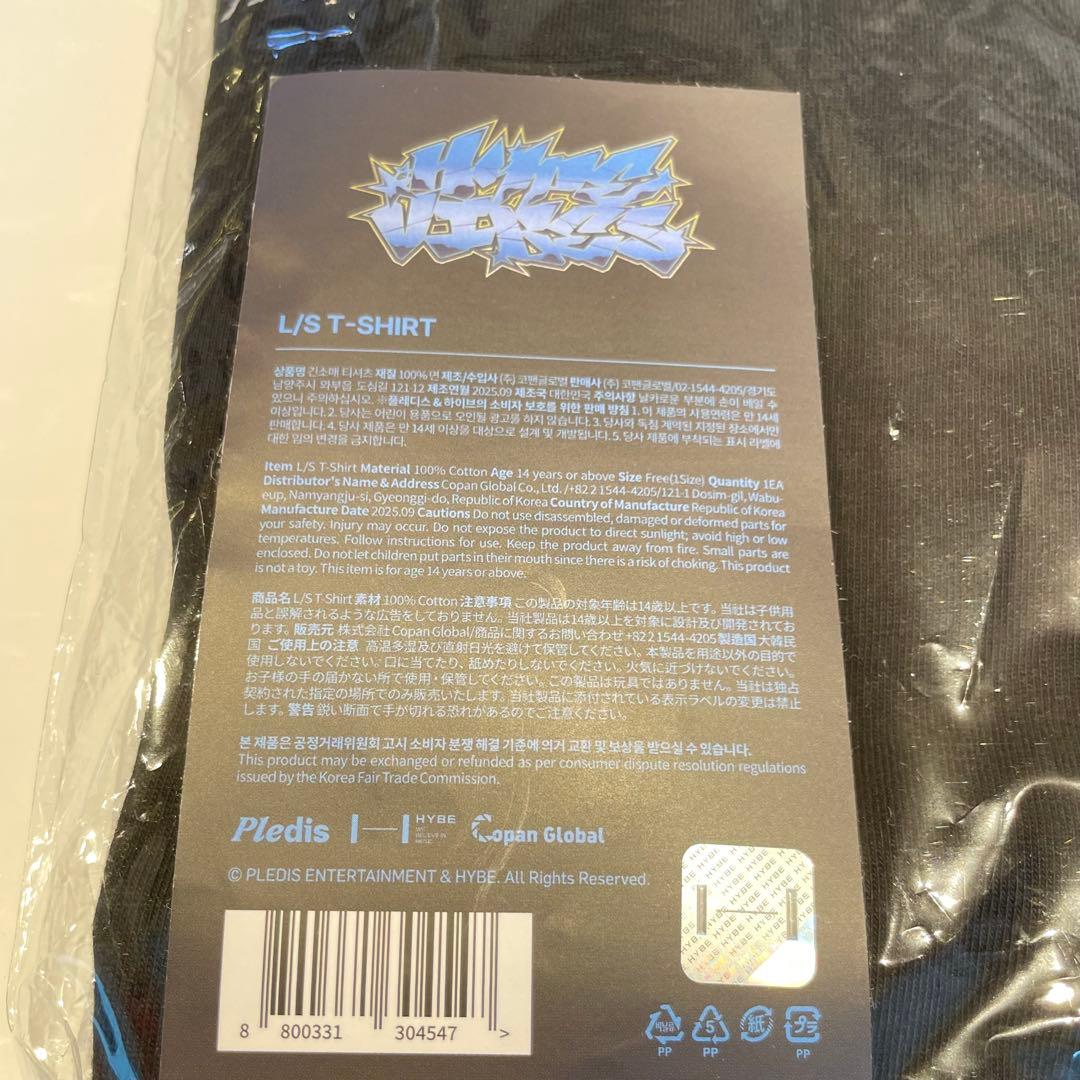 L/S T-SHIRT
상품명 긴소매 티셔츠 재질 100% 면 제조/수입사 (주) 코팬글로벌 판매사 (주) 코팬글로벌/02-1544-4205/경기도
남양주시 와부읍 도심길 121-12 제조연월 2025.09 제조국 대한민국 주의사항 날카로운 부분에 손이 베일 수
있으니 주의하십시오. ※플레디스 & 하이브의 소비자 보호를 위한 판매 방침 1. 이 제품의 사용연령은 만 14세
이상입니다. 2. 당사는 어린이 용품으로 오인될 광고를 하지 않습니다. 3. 당사와 독점 계약된 지정된 장소에서만
판매합니다. 4. 당사 제품은 만 14세 이상을 대상으로 설계 및 개발됩니다. 5. 당사 제품에 부착되는 표시 라벨에
대한 임의 변경을 금지합니다.
Item L/S T-Shirt Material 100% Cotton Age 14 years or above Size Free(1Size) Quantity 1EA
Distributor's Name & Address Copan Global Co., Ltd. /+82 2 1544-4205/121-1 Dosim-gil, Wabu-
eup, Namyangju-si, Gyeonggi-do, Republic of Korea Country of Manufacture Republic of Korea
Manufacture Date 2025.09 Cautions Do not use disassembled, damaged or deformed parts for
your safety. Injury may occur. Do not expose the product to direct sunlight; avoid high or low
temperatures. Follow instructions for use. Keep the product away from fire. Small parts are
enclosed. Do not let children put parts in their mouth since there is a risk of choking. This product
is not a toy. This item is for age 14 years or above.
商品名 L/S T-Shirt 素材 100% Cotton 注意事項 この製品の対象年齢は14歳以上です。当社は子供用
品と誤解されるような広告をしておりません。当社製品は14歳以上を対象に設計及び開発されてお
ります。販売元 株式会社Copan Global/商品に関するお問い合わせ +82 2 1544-4205 製造国 大韓民
国 ご使用上の注意 高温多湿及び直射日光を避けて保管してください。本製品を用途以外の目的で
使用しないでください。口に当てたり、舐めたりしないでください。火気に近づけないでください。
お子様の手の届かない所で使用・保管してください。この製品は玩具ではありません。当社は独占
契約された指定の場所でのみ販売いたします。当社製品に添付されている表示ラベルの変更は禁止
します。警告 鋭い断面で手が切れる恐れがあるのでご注意ください。
본 제품은 공정거래위원회 고시 소비자 분쟁 해결 기준에 의거 교환 및 보상을 받으실 수 있습니다.
This product may be exchanged or refunded as per consumer dispute resolution regulations
issued by the Korea Fair Trade Commission.
Pledis HYBE WE BELIEVE IN MUSIC Copan Global
© PLEDIS ENTERTAINMENT & HYBE. All Rights Reserved.
HYBE HYBE HYBE HYBE
8 800331 304547 >
비닐류 5 紙 プラ
PP PP PP